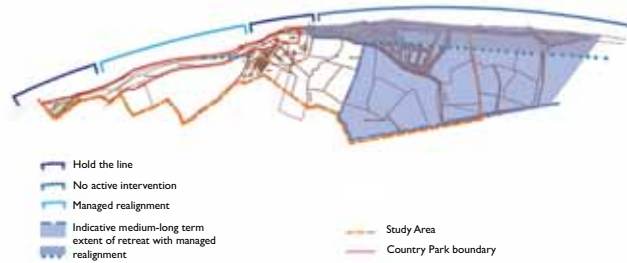 Hold the line
No active intervention
Managed realignment
Indicative medium-long term
extent of retreat with managed
realignment
Study Area
Country Park boundary